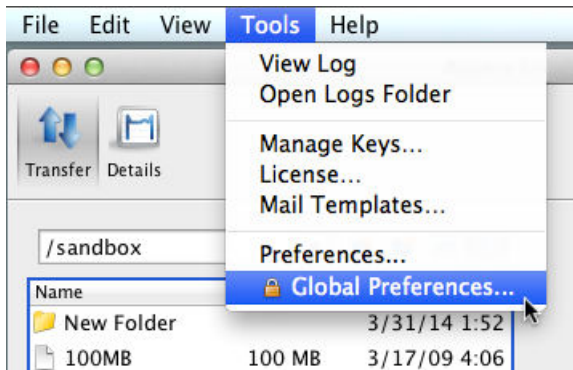 File Edit View Tools Help
View Log
Open Logs Folder
Transfer Details
Manage Keys...
License...
Mail Templates...
/sandbox
Preferences...
Global Preferences...
Name
New Folder 3/31/14 1:52
100MB 100 MB 3/17/09 4:06